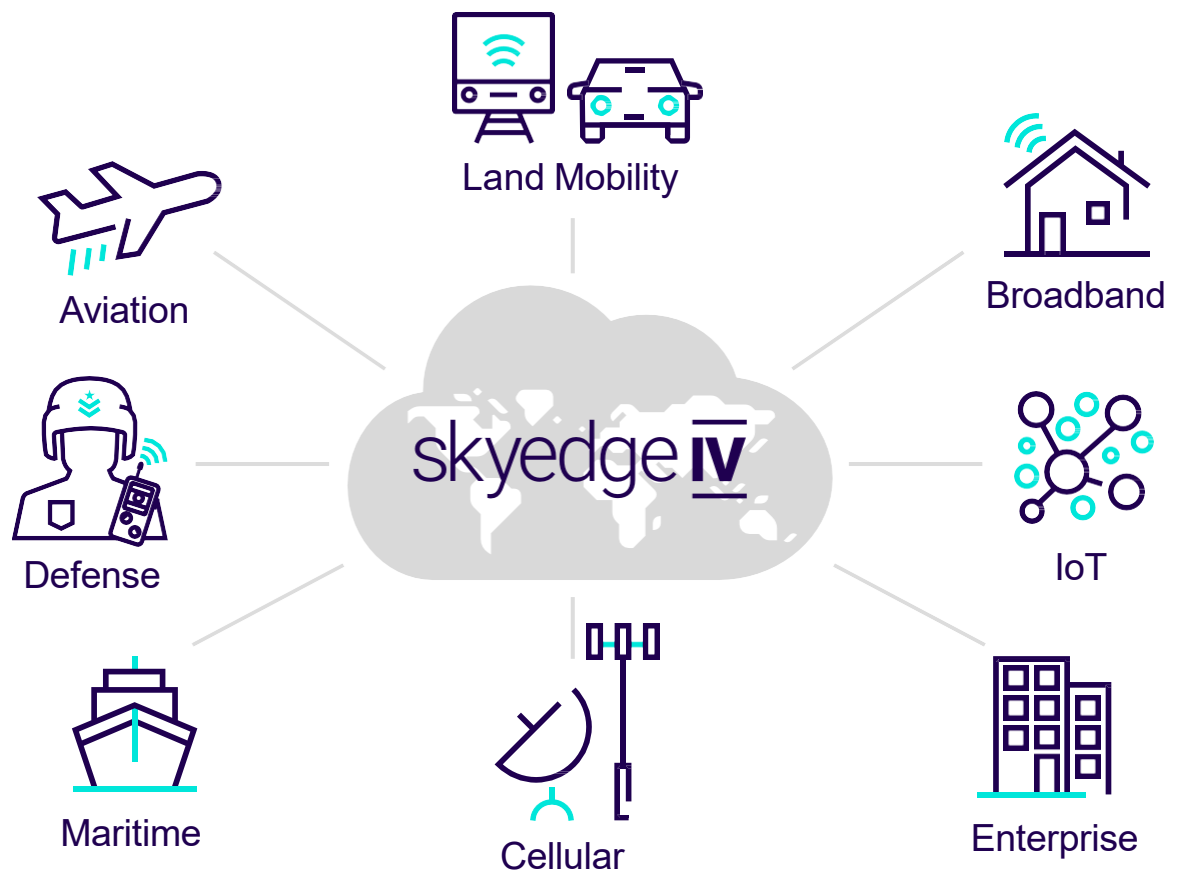 Land Mobility
Aviation
Broadband
skyedge IV
Defense
IoT
Maritime
Cellular
Enterprise